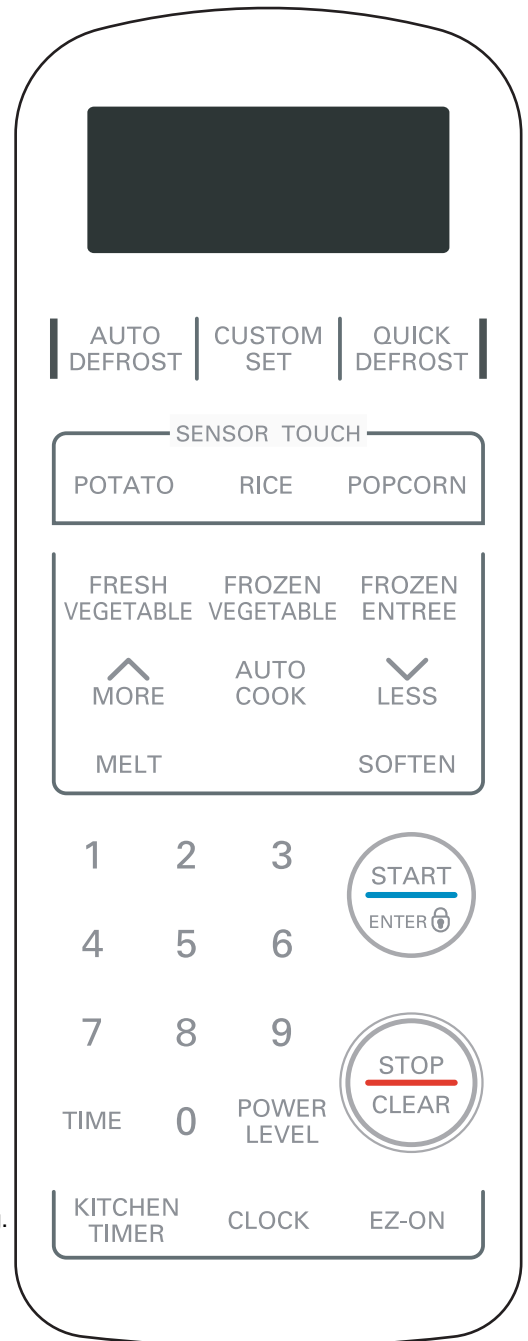 AUTO DEFROST
CUSTOM SET
QUICK DEFROST
SENSOR TOUCH
POTATO RICE POPCORN
FRESH VEGETABLE
FROZEN VEGETABLE
FROZEN ENTREE
MORE
AUTO COOK
LESS
MELT SOFTEN
1 2 3
START
ENTER
4 5 6
7 8 9
STOP
CLEAR
TIME 0 POWER LEVEL
KITCHEN TIMER
CLOCK EZ-ON